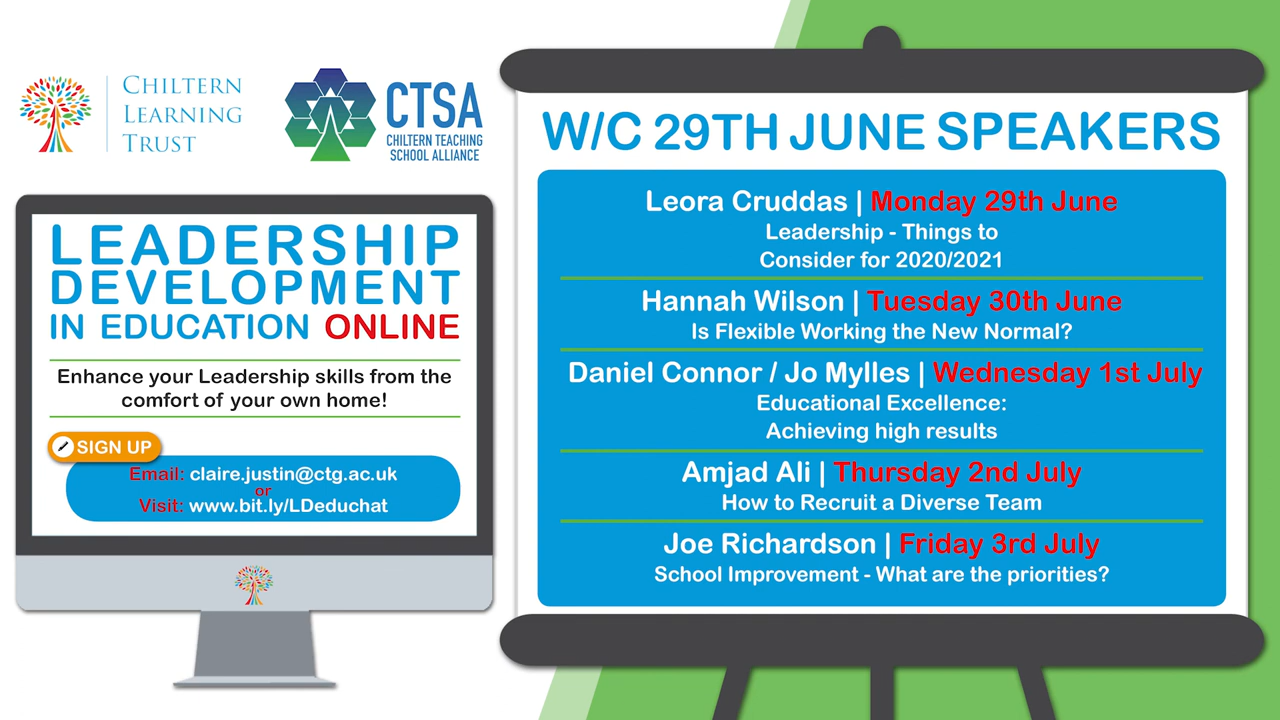 CHILTERN
LEARNING
TRUST
CTSA
CHILTERN TEACHING
SCHOOL ALLIANCE
LEADERSHIP
DEVELOPMENT
IN EDUCATION ONLINE
Enhance your Leadership skills from the
comfort of your own home!
SIGN UP
Email: claire.justin@ctg.ac.uk
or
Visit: www.bit.ly/LDeduchat
W/C 29TH JUNE SPEAKERS
Leora Cruddas | Monday 29th June
Leadership - Things to
Consider for 2020/2021
Hannah Wilson | Tuesday 30th June
Is Flexible Working the New Normal?
Daniel Connor / Jo Mylles | Wednesday 1st July
Educational Excellence:
Achieving high results
Amjad Ali | Thursday 2nd July
How to Recruit a Diverse Team
Joe Richardson | Friday 3rd July
School Improvement - What are the priorities?